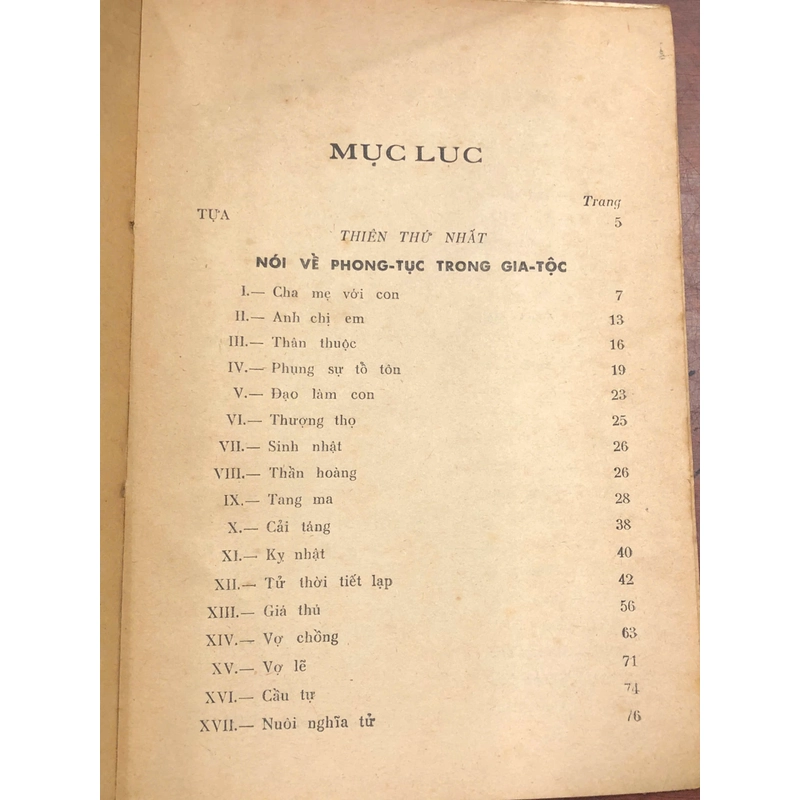 MỤC LỤC
Trang
TỰA 5
THIÊN THỨ NHẤT
NÓI VỀ PHONG-TỤC TRONG GIA-TỘC
I.— Cha mẹ với con 7
II.— Anh chị em 13
III.— Thân thuộc 16
IV.— Phụng sự tổ tôn 19
V.— Đạo làm con 23
VI.— Thượng thọ 25
VII.— Sinh nhật 26
VIII.— Thần hoàng 26
IX.— Tang ma 28
X.— Cải táng 38
XI.— Kỵ nhật 40
XII.— Tứ thời tiết lạp 42
XIII.— Giá thú 56
XIV.— Vợ chồng 63
XV.— Vợ lẽ 71
XVI.— Cầu tự 74
XVII.— Nuôi nghĩa tử 76